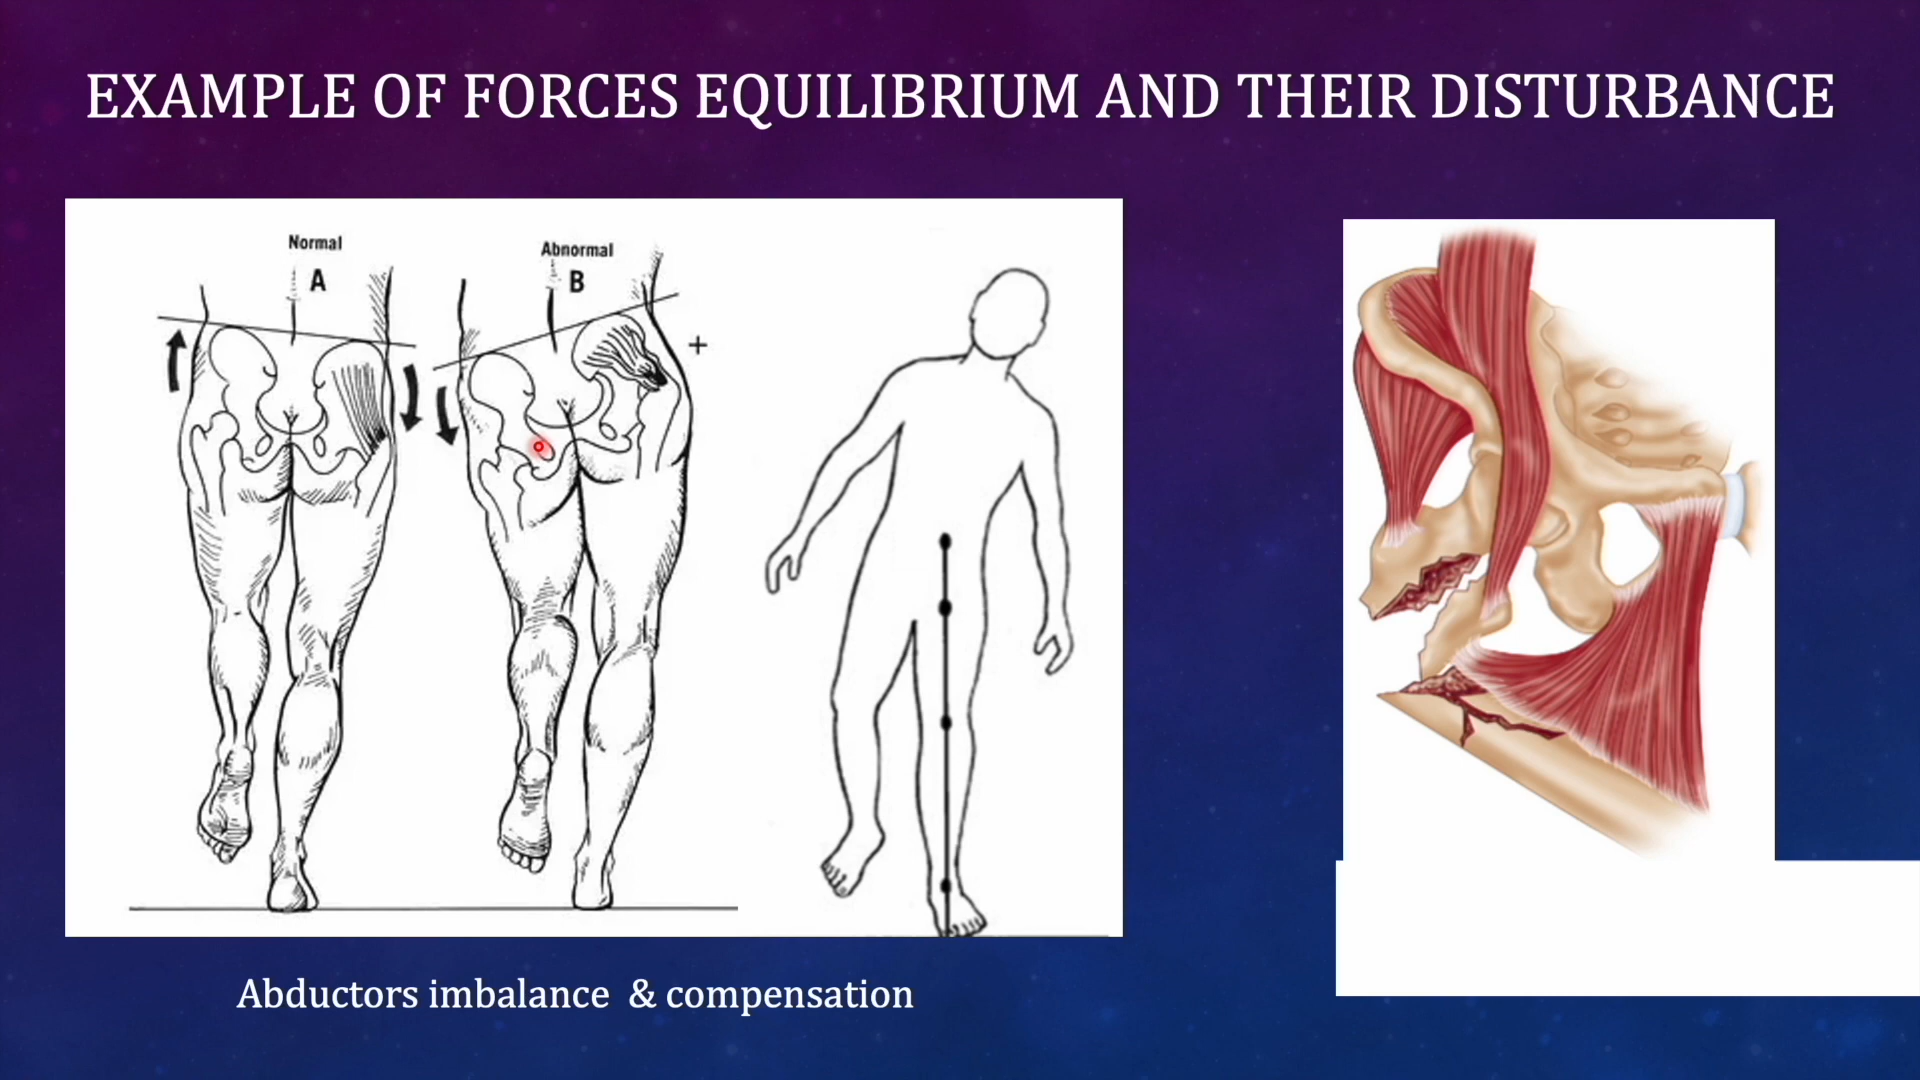 EXAMPLE OF FORCES EQUILIBRIUM AND THEIR DISTURBANCE
Normal
A
Abnormal
B
+
Abductors imbalance & compensation